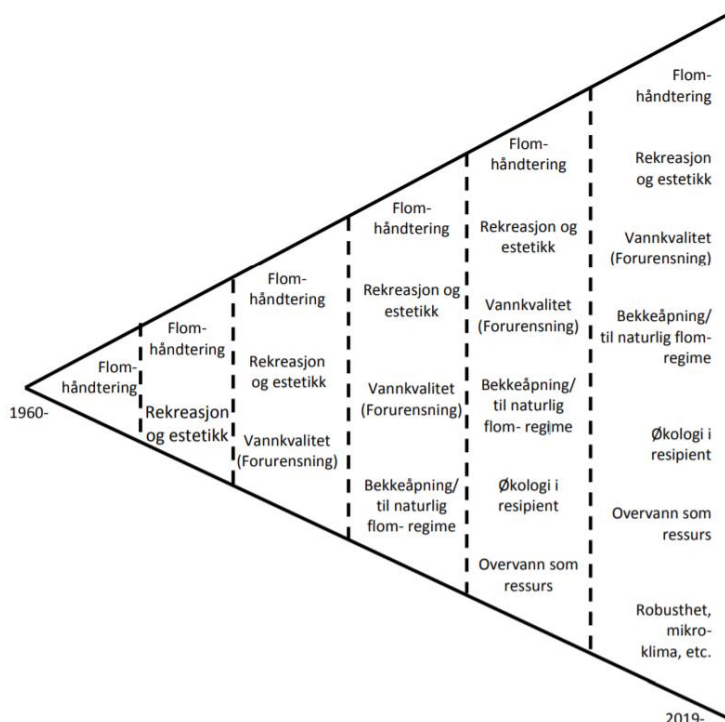 1960-
Flom-
håndtering
Flom-
håndtering
Rekreasjon
og estetikk
Flom-
håndtering
Rekreasjon
og estetikk
Vannkvalitet
(Forurensning)
Flom-
håndtering
Rekreasjon og
estetikk
Vannkvalitet
(Forurensning)
Bekkeåpning/
til naturlig
flom- regime
Flom-
håndtering
Rekreasjon og
estetikk
Vannkvalitet
(Forurensning)
Bekkeåpning/
til naturlig
flom- regime
Økologi i
resipient
Overvann som
ressurs
Flom-
håndtering
Rekreasjon
og estetikk
Vannkvalitet
(Forurensning)
Bekkeåpning/
til naturlig flom-
regime
Økologi i
resipient
Overvann som
ressurs
Robusthet,
mikro-
klima, etc.
2019-